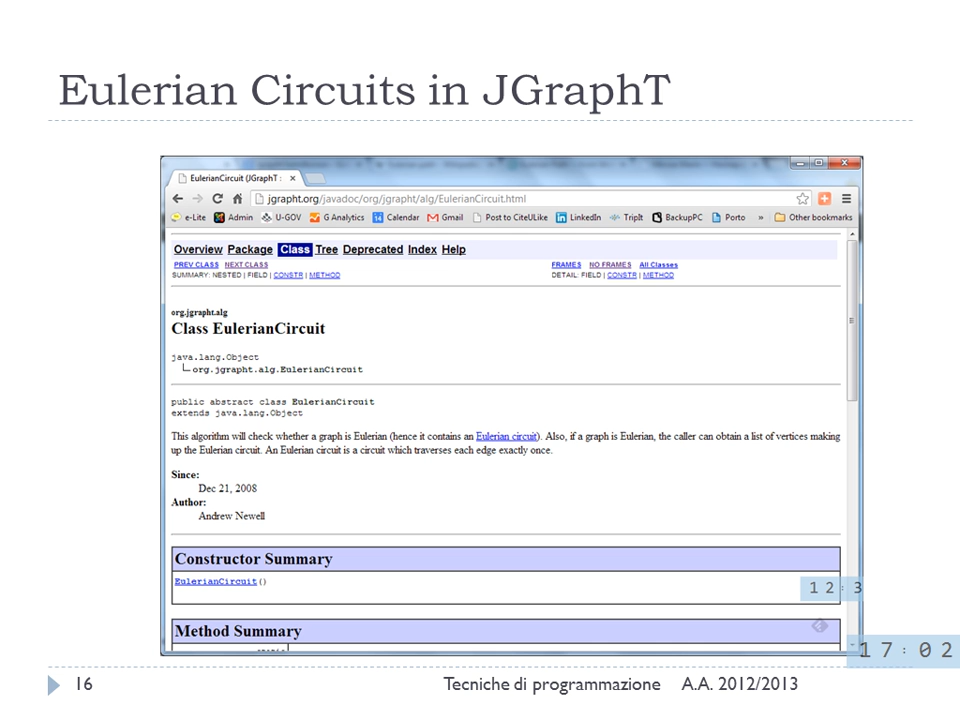 Eulerian Circuits in JGraphT
EulerianCircuit (JGraphT :
jgrapht.org/javadoc/org/jgrapht/alg/EulerianCircuit.html
e-Lite Admin U-GOV G Analytics Calendar Gmail Post to CiteULike LinkedIn TripIt BackupPC Porto » Other bookmarks
Overview Package Class Tree Deprecated Index Help
PREV CLASS NEXT CLASS FRAMES NO FRAMES All Classes
SUMMARY: NESTED | FIELD | CONSTR | METHOD DETAIL: FIELD | CONSTR | METHOD
org.jgrapht.alg
Class EulerianCircuit
java.lang.Object
org.jgrapht.alg.EulerianCircuit
public abstract class EulerianCircuit
extends java.lang.Object
This algorithm will check whether a graph is Eulerian (hence it contains an Eulerian circuit). Also, if a graph is Eulerian, the caller can obtain a list of vertices making
up the Eulerian circuit. An Eulerian circuit is a circuit which traverses each edge exactly once.
Since:
Dec 21, 2008
Author:
Andrew Newell
Constructor Summary
EulerianCircuit()
12:3
Method Summary
17:02
16 Tecniche di programmazione A.A. 2012/2013